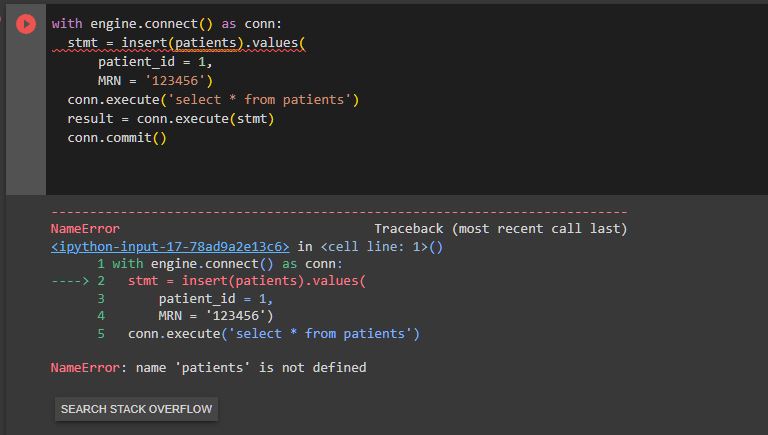 with engine.connect() as conn:
  stmt = insert(patients).values(
      patient_id = 1,
      MRN = '123456')
  conn.execute('select * from patients')
  result = conn.execute(stmt)
  conn.commit()
---------------------------------------------------------------------------
NameError                                 Traceback (most recent call last)
<ipython-input-17-78ad9a2e13c6> in <cell line: 1>()
      1 with engine.connect() as conn:
----> 2   stmt = insert(patients).values(
      3       patient_id = 1,
      4       MRN = '123456')
      5   conn.execute('select * from patients')
NameError: name 'patients' is not defined
SEARCH STACK OVERFLOW